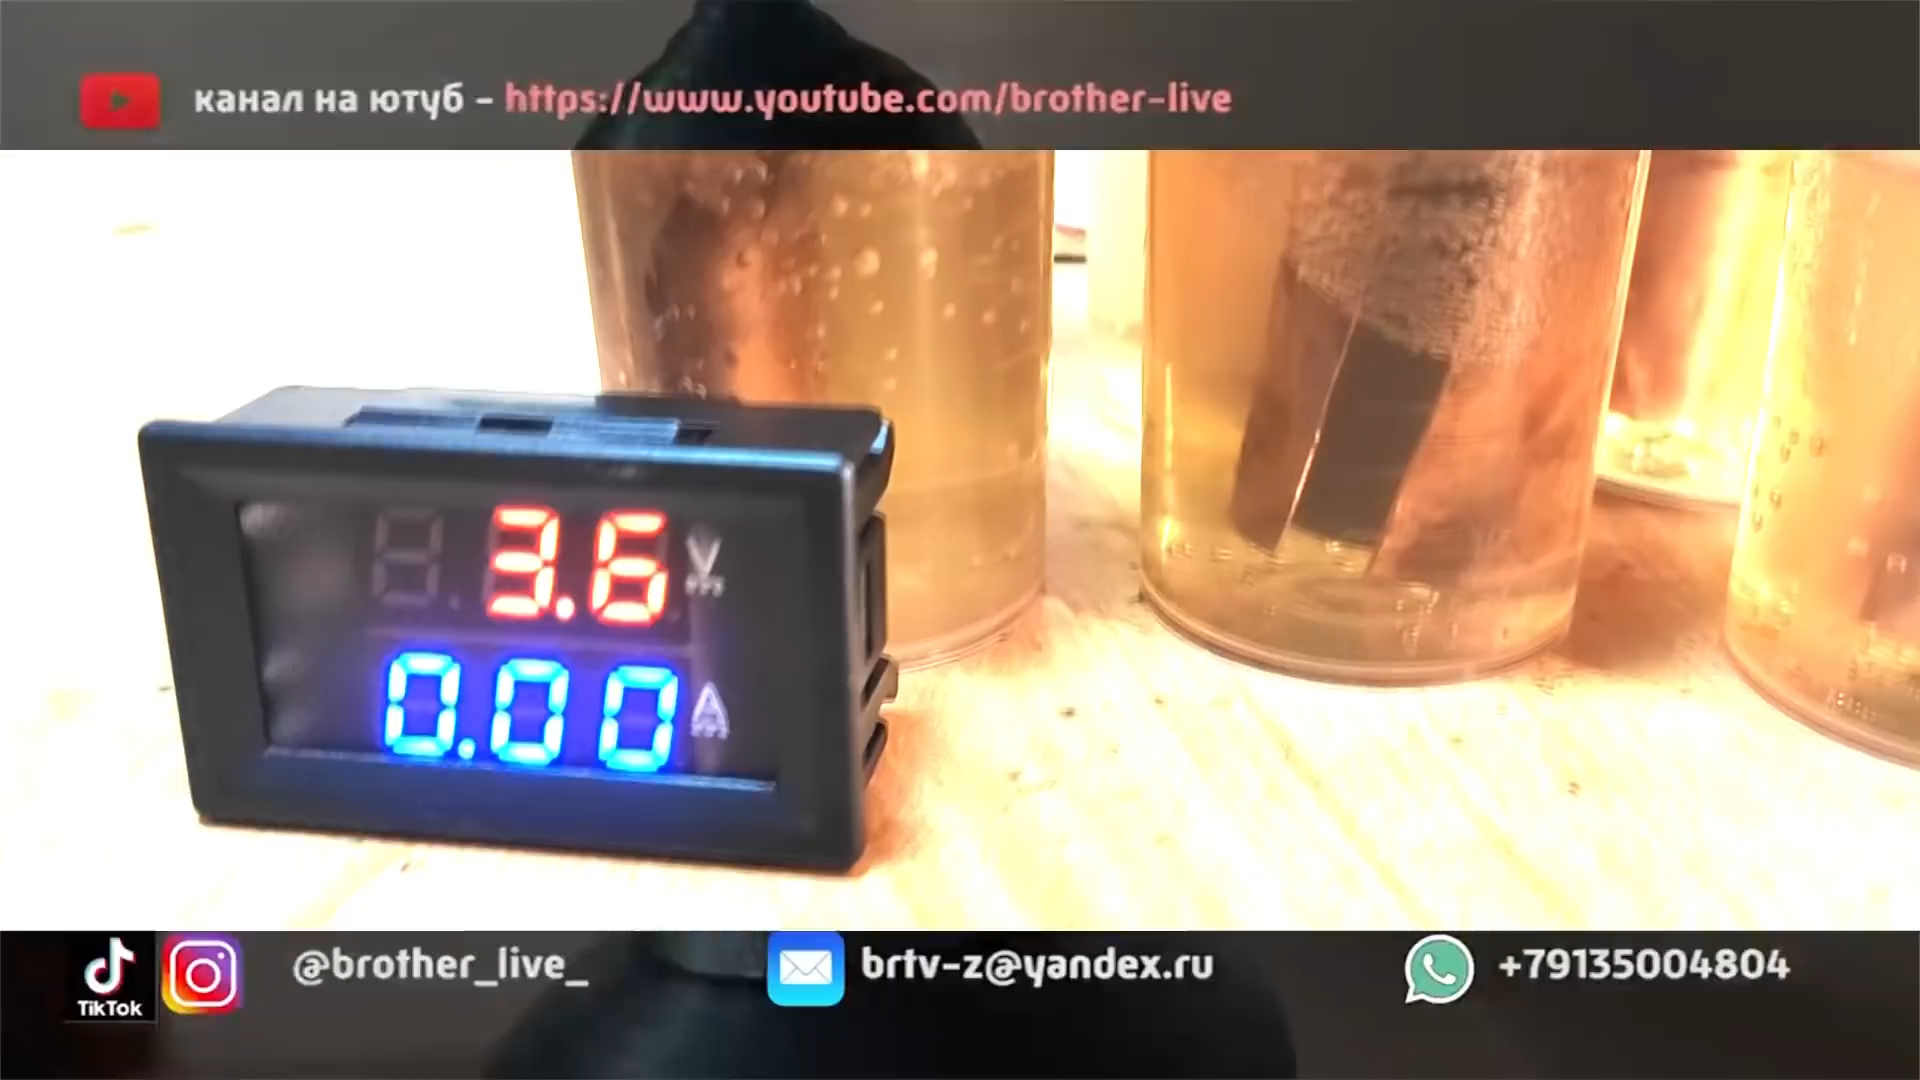 канал на ютуб - https://www.youtube.com/brother-live
3.6 V
0.00 A
TikTok
@brother_live_
brtv-z@yandex.ru
+79135004804